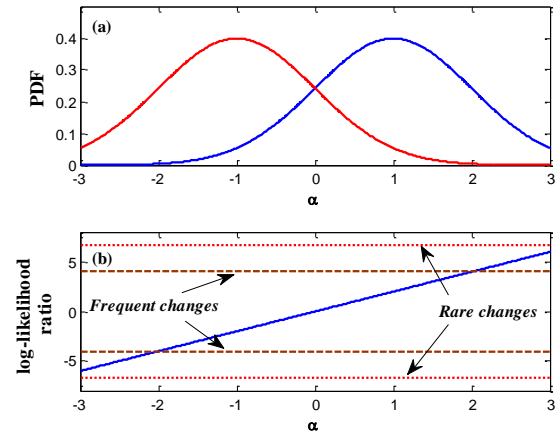 (a)
PDF
0.4
0.3
0.2
0.1
0
-3 -2 -1 0 1 2 3
α
(b)
log-likelihood
ratio
5
0
-5
Frequent changes
Rare changes
-3 -2 -1 0 1 2 3
α